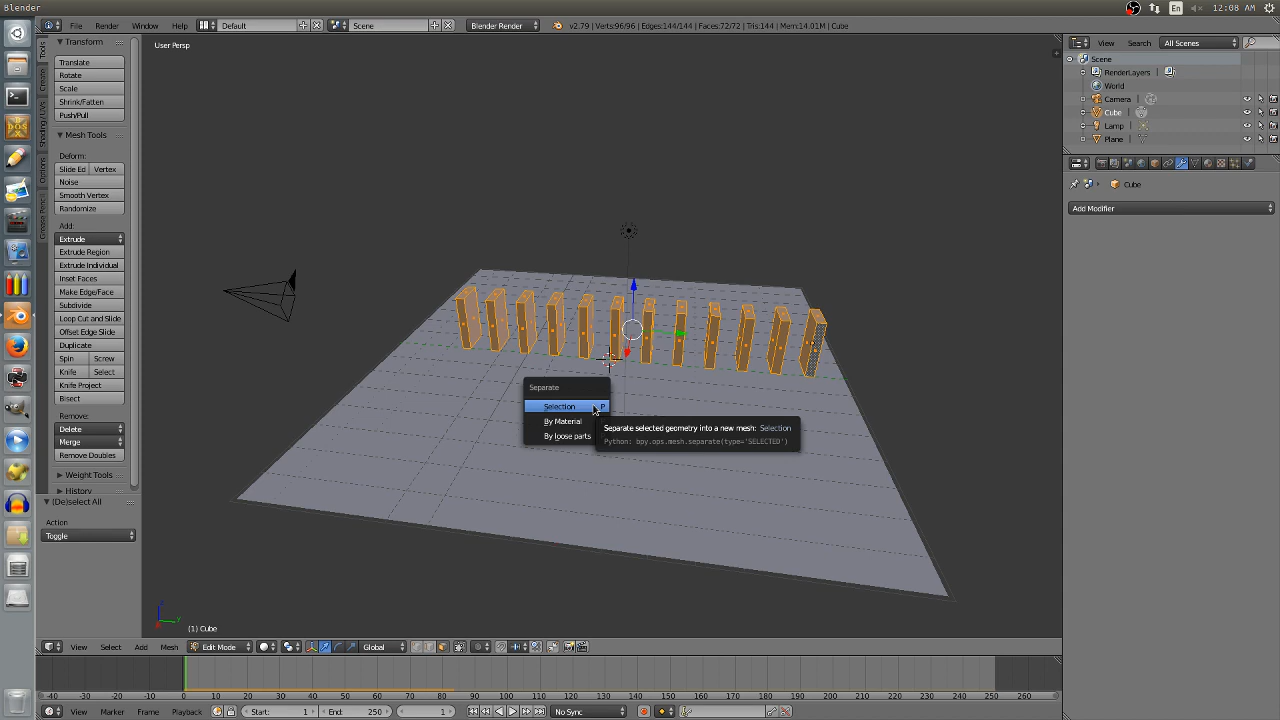 Blender
En
12:08 AM
File Render Window Help
Default
Scene
Blender Render
v2.79 | Verts:96/96 | Edges:144/144 | Faces:72/72 | Tris:144 | Mem:14.01M | Cube
View Search All Scenes
Scene
RenderLayers
World
Camera
Cube
Lamp
Plane
Cube
Add Modifier
Tools
Create
Shading / UVs
Options
Grease Pencil
Transform
Translate
Rotate
Scale
Shrink/Fatten
Push/Pull
Mesh Tools
Deform:
Slide Ed Vertex
Noise
Smooth Vertex
Randomize
Add:
Extrude
Extrude Region
Extrude Individual
Inset Faces
Make Edge/Face
Subdivide
Loop Cut and Slide
Offset Edge Slide
Duplicate
Spin Screw
Knife Select
Knife Project
Bisect
Remove:
Delete
Merge
Remove Doubles
Weight Tools
History
(De)select All
Action
Toggle
User Persp
Separate
Selection P
By Material
By loose parts
Separate selected geometry into a new mesh: Selection
Python: bpy.ops.mesh.separate(type='SELECTED')
(1) Cube
View Select Add Mesh Edit Mode Global
-40 -30 -20 -10 0 10 20 30 40 50 60 70 80 90 100 110 120 130 140 150 160 170 180 190 200 210 220 230 240 250 260
View Marker Frame Playback Start: 1 End: 250 1 No Sync